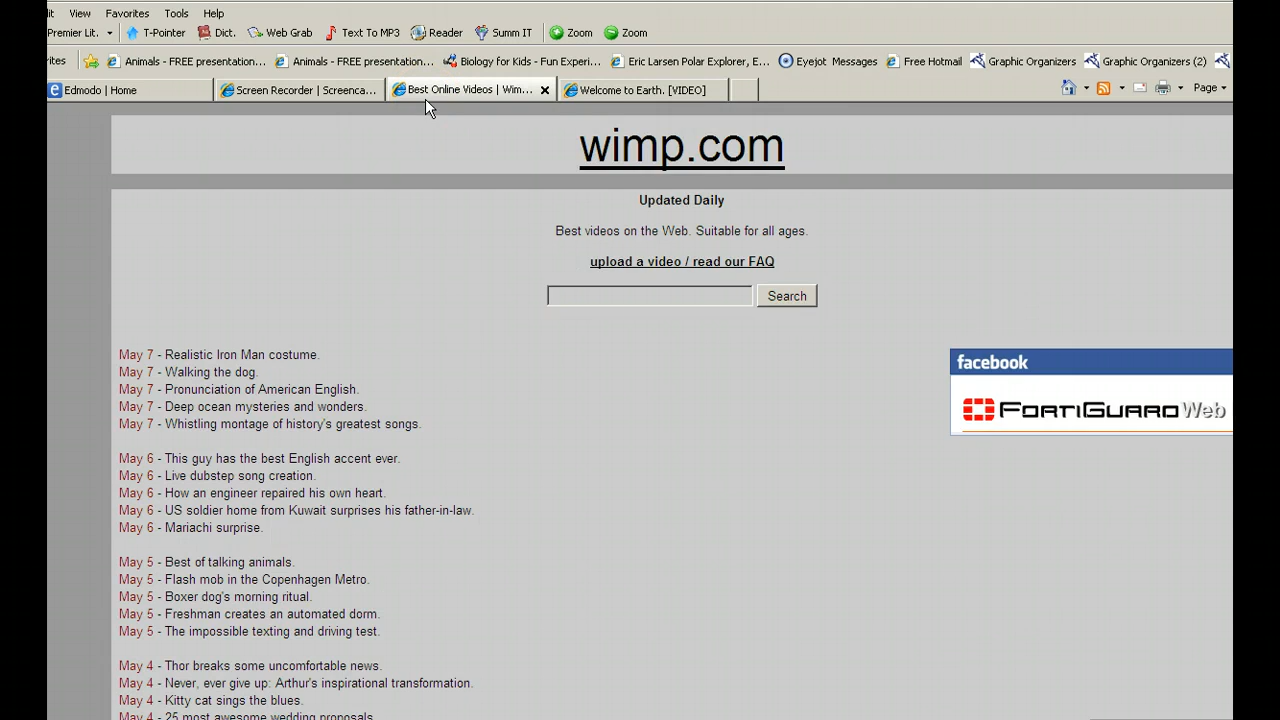 it View Favorites Tools Help
Premier Lit. T-Pointer Dict. Web Grab Text To MP3 Reader Summ IT Zoom Zoom
rites Animals - FREE presentation... Animals - FREE presentation... Biology for Kids - Fun Experi... Eric Larsen Polar Explorer, E... Eyejot Messages Free Hotmail Graphic Organizers Graphic Organizers (2)
Edmodo | Home Screen Recorder | Screenca... Best Online Videos | Wim... Welcome to Earth. [VIDEO] Page
wimp.com
Updated Daily
Best videos on the Web. Suitable for all ages.
upload a video / read our FAQ
Search
May 7 - Realistic Iron Man costume.
May 7 - Walking the dog.
May 7 - Pronunciation of American English.
May 7 - Deep ocean mysteries and wonders.
May 7 - Whistling montage of history's greatest songs.
facebook
FORTIGUARD Web
May 6 - This guy has the best English accent ever.
May 6 - Live dubstep song creation.
May 6 - How an engineer repaired his own heart.
May 6 - US soldier home from Kuwait surprises his father-in-law.
May 6 - Mariachi surprise.
May 5 - Best of talking animals.
May 5 - Flash mob in the Copenhagen Metro.
May 5 - Boxer dog's morning ritual.
May 5 - Freshman creates an automated dorm.
May 5 - The impossible texting and driving test.
May 4 - Thor breaks some uncomfortable news.
May 4 - Never, ever give up: Arthur's inspirational transformation.
May 4 - Kitty cat sings the blues.
May 4 - 25 most awesome wedding proposals.